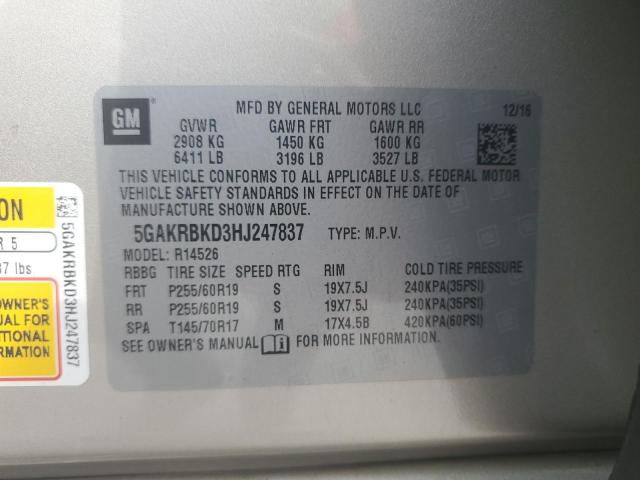 GM
MFD BY GENERAL MOTORS LLC 12/16
GVWR GAWR FRT GAWR RR
2908 KG 1450 KG 1600 KG
6411 LB 3196 LB 3527 LB
THIS VEHICLE CONFORMS TO ALL APPLICABLE U.S. FEDERAL MOTOR
VEHICLE SAFETY STANDARDS IN EFFECT ON THE DATE OF
MANUFACTURE SHOWN ABOVE.
5GAKRBKD3HJ247837 TYPE: M.P.V.
MODEL: R14526
RBBG TIRE SIZE SPEED RTG RIM COLD TIRE PRESSURE
FRT P255/60R19 S 19X7.5J 240KPA(35PSI)
RR P255/60R19 S 19X7.5J 240KPA(35PSI)
SPA T145/70R17 M 17X4.5B 420KPA(60PSI)
SEE OWNER'S MANUAL i FOR MORE INFORMATION.
ON
R 5
37 lbs
OWNER'S
UAL FOR
ITIONAL
RMATION
5GAKRBKD3HJ247837